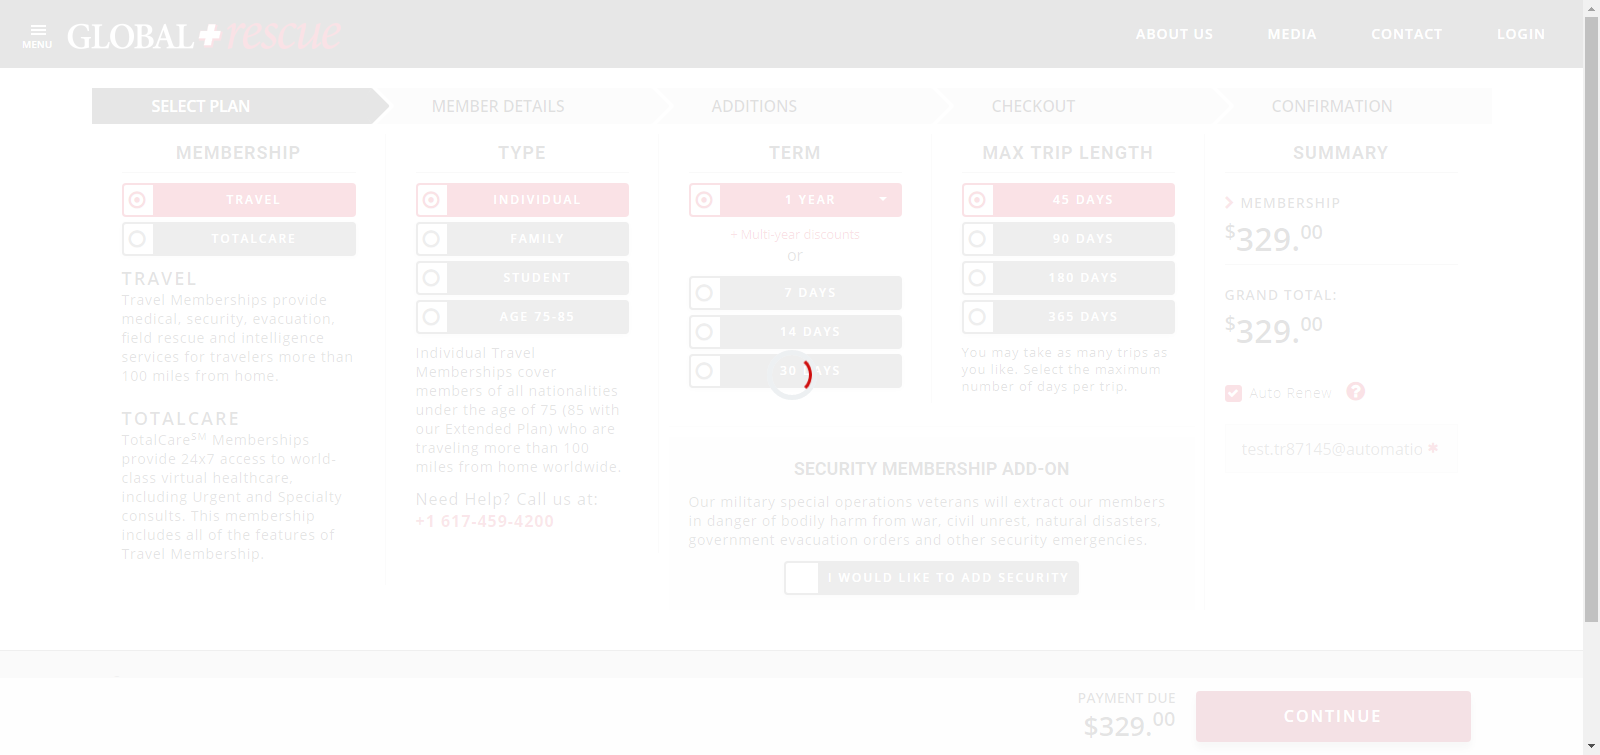 MENU
GLOBAL rescue
ABOUT US
MEDIA
CONTACT
LOGIN
SELECT PLAN
MEMBER DETAILS
ADDITIONS
CHECKOUT
CONFIRMATION
MEMBERSHIP
TRAVEL
TOTALCARE
TRAVEL
Travel Memberships provide
medical, security, evacuation,
field rescue and intelligence
services for travelers more than
100 miles from home.
TOTALCARE
TotalCareSM Memberships
provide 24x7 access to world-
class virtual healthcare,
including Urgent and Specialty
consults. This membership
includes all of the features of
Travel Membership.
TYPE
INDIVIDUAL
FAMILY
STUDENT
AGE 75-85
Individual Travel
Memberships cover
members of all nationalities
under the age of 75 (85 with
our Extended Plan) who are
traveling more than 100
miles from home worldwide.
Need Help? Call us at:
+1 617-459-4200
TERM
1 YEAR
+ Multi-year discounts
or
7 DAYS
14 DAYS
30 DAYS
MAX TRIP LENGTH
45 DAYS
90 DAYS
180 DAYS
365 DAYS
You may take as many trips as
you like. Select the maximum
number of days per trip.
SECURITY MEMBERSHIP ADD-ON
Our military special operations veterans will extract our members
in danger of bodily harm from war, civil unrest, natural disasters,
government evacuation orders and other security emergencies.
I WOULD LIKE TO ADD SECURITY
SUMMARY
MEMBERSHIP
$329.00
GRAND TOTAL:
$329.00
Auto Renew ?
test.tr87145@automatio *
PAYMENT DUE
$329.00
CONTINUE